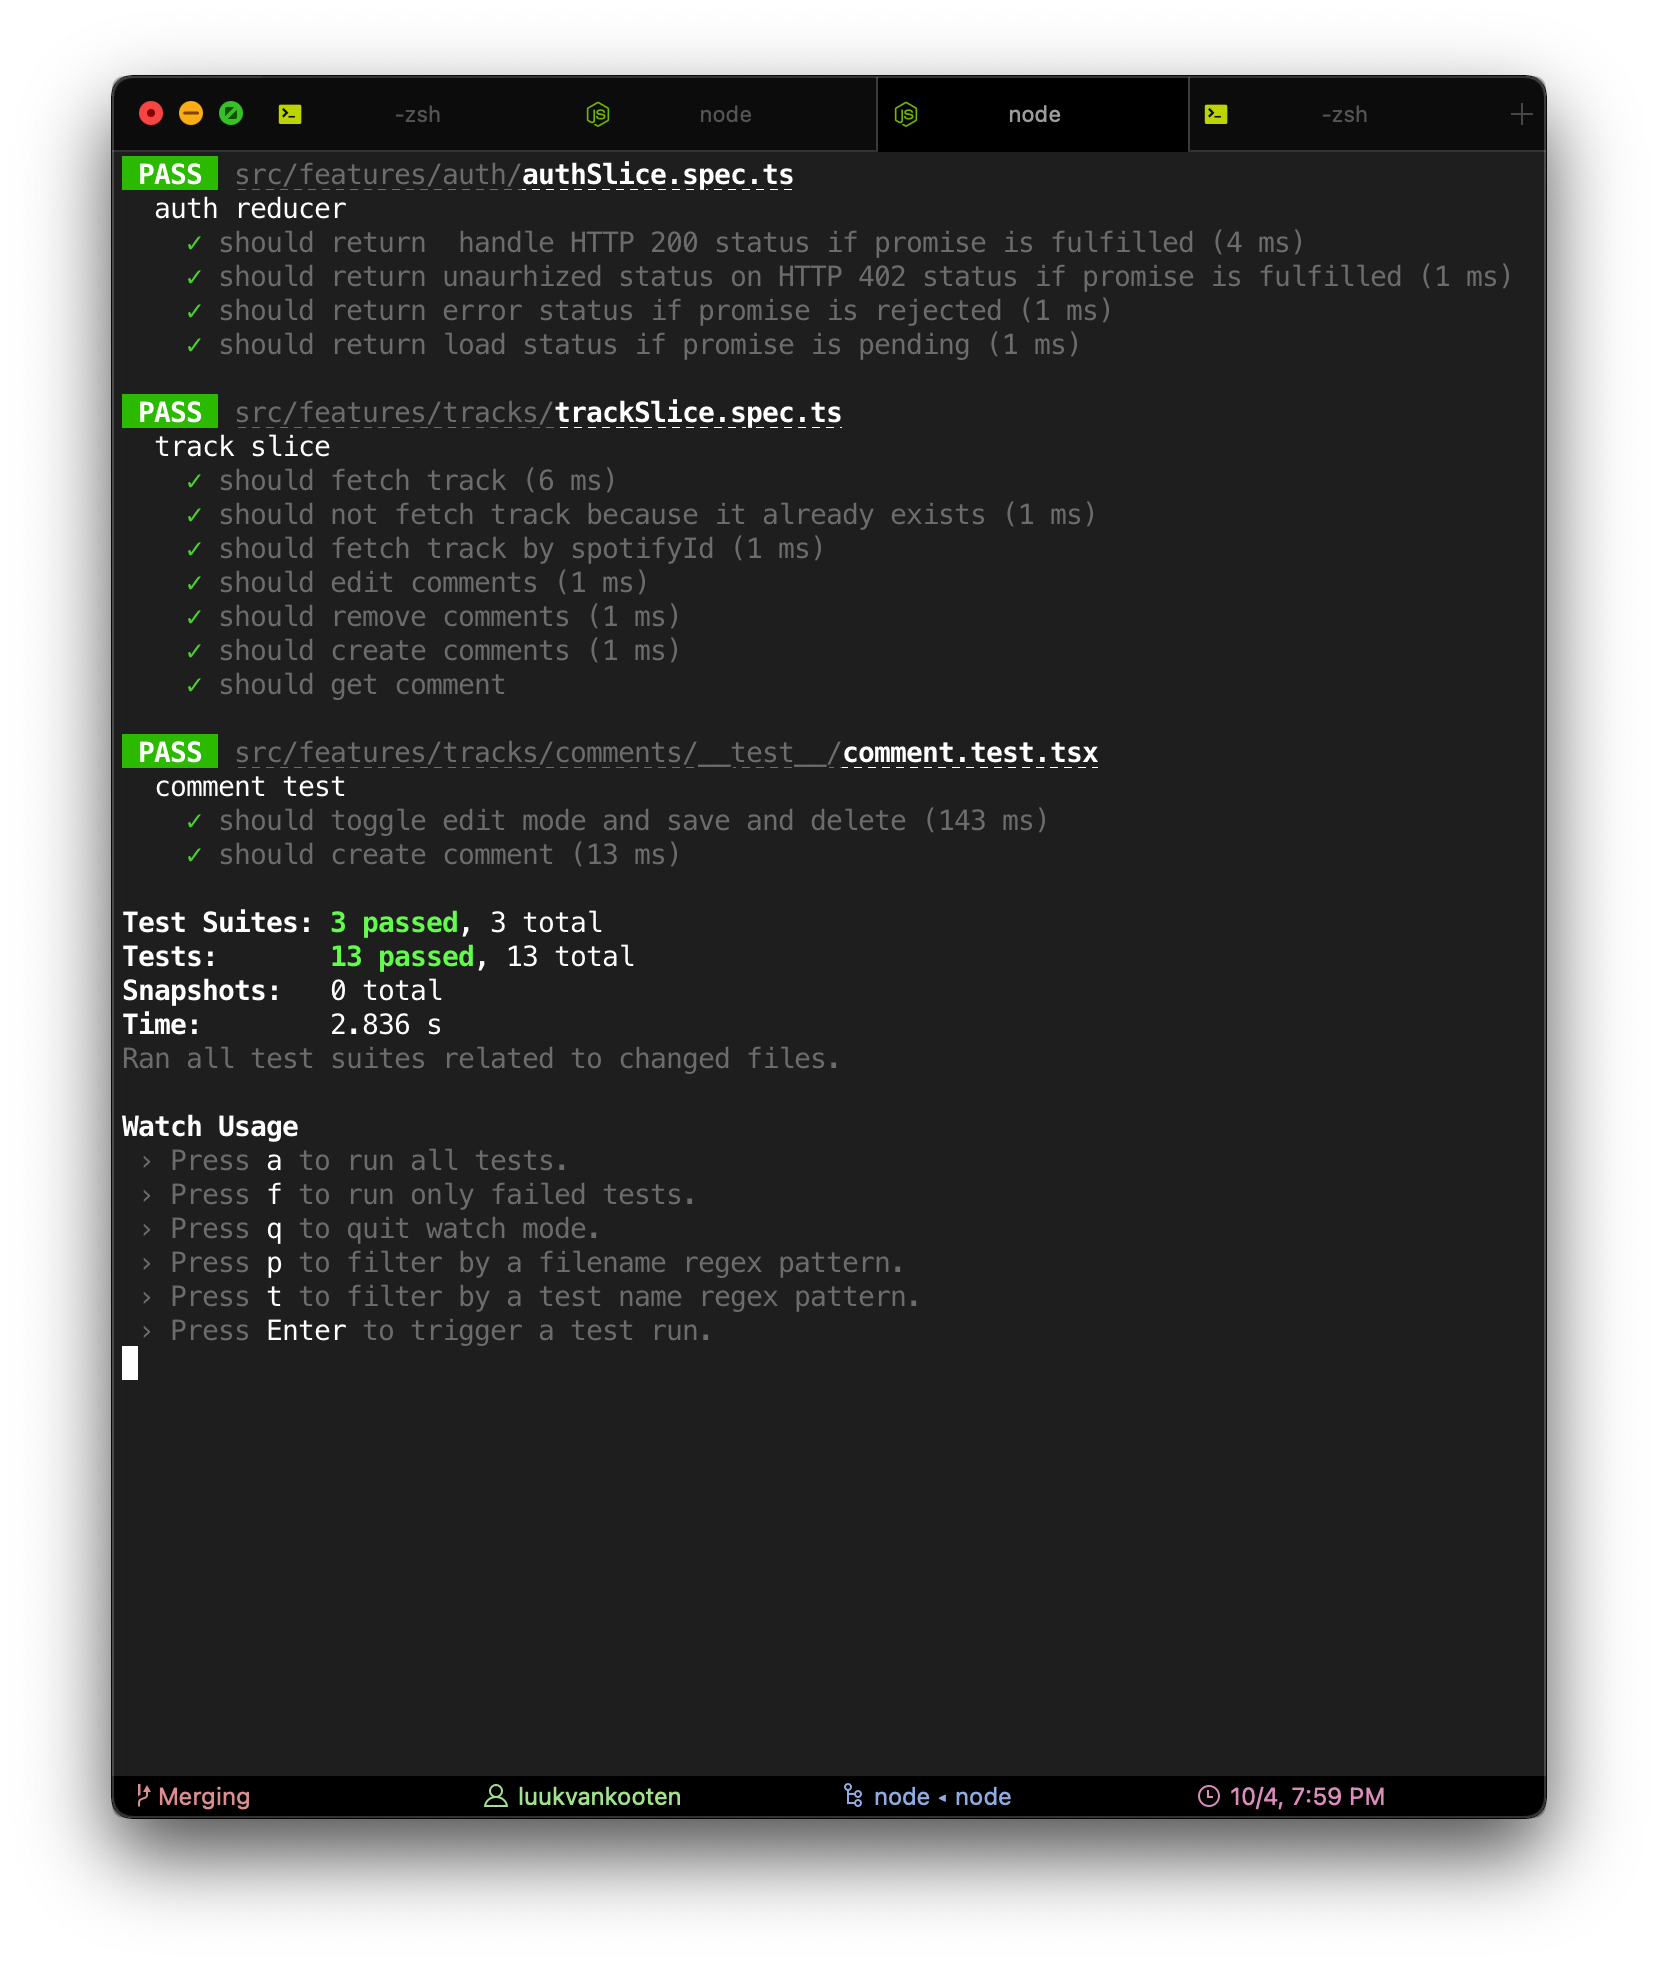 -zsh node node -zsh
PASS src/features/auth/authSlice.spec.ts
auth reducer
✓ should return  handle HTTP 200 status if promise is fulfilled (4 ms)
✓ should return unaurhized status on HTTP 402 status if promise is fulfilled (1 ms)
✓ should return error status if promise is rejected (1 ms)
✓ should return load status if promise is pending (1 ms)
PASS src/features/tracks/trackSlice.spec.ts
track slice
✓ should fetch track (6 ms)
✓ should not fetch track because it already exists (1 ms)
✓ should fetch track by spotifyId (1 ms)
✓ should edit comments (1 ms)
✓ should remove comments (1 ms)
✓ should create comments (1 ms)
✓ should get comment
PASS src/features/tracks/comments/__test__/comment.test.tsx
comment test
✓ should toggle edit mode and save and delete (143 ms)
✓ should create comment (13 ms)
Test Suites: 3 passed, 3 total
Tests: 13 passed, 13 total
Snapshots: 0 total
Time: 2.836 s
Ran all test suites related to changed files.
Watch Usage
› Press a to run all tests.
› Press f to run only failed tests.
› Press q to quit watch mode.
› Press p to filter by a filename regex pattern.
› Press t to filter by a test name regex pattern.
› Press Enter to trigger a test run.
Merging luukvankooten node ◂ node 10/4, 7:59 PM